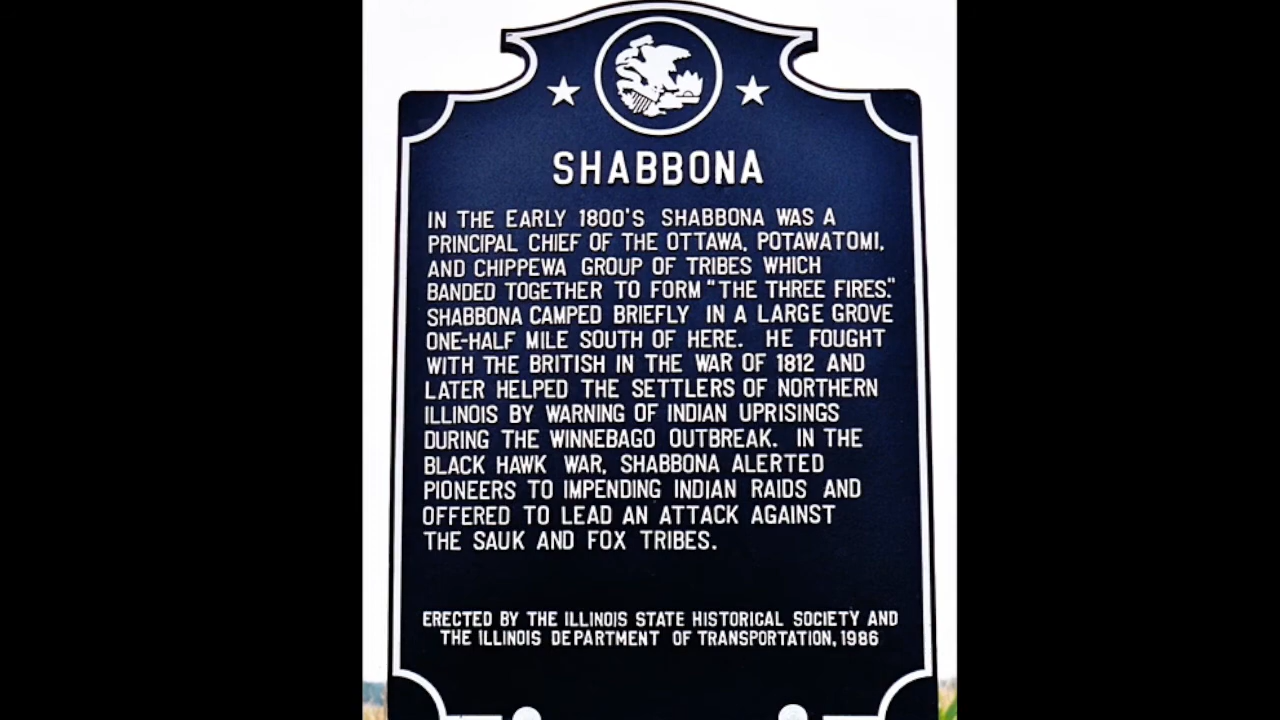 SHABBONA
IN THE EARLY 1800'S SHABBONA WAS A
PRINCIPAL CHIEF OF THE OTTAWA, POTAWATOMI,
AND CHIPPEWA GROUP OF TRIBES WHICH
BANDED TOGETHER TO FORM "THE THREE FIRES."
SHABBONA CAMPED BRIEFLY IN A LARGE GROVE
ONE-HALF MILE SOUTH OF HERE. HE FOUGHT
WITH THE BRITISH IN THE WAR OF 1812 AND
LATER HELPED THE SETTLERS OF NORTHERN
ILLINOIS BY WARNING OF INDIAN UPRISINGS
DURING THE WINNEBAGO OUTBREAK. IN THE
BLACK HAWK WAR, SHABBONA ALERTED
PIONEERS TO IMPENDING INDIAN RAIDS AND
OFFERED TO LEAD AN ATTACK AGAINST
THE SAUK AND FOX TRIBES.
ERECTED BY THE ILLINOIS STATE HISTORICAL SOCIETY AND
THE ILLINOIS DEPARTMENT OF TRANSPORTATION, 1986